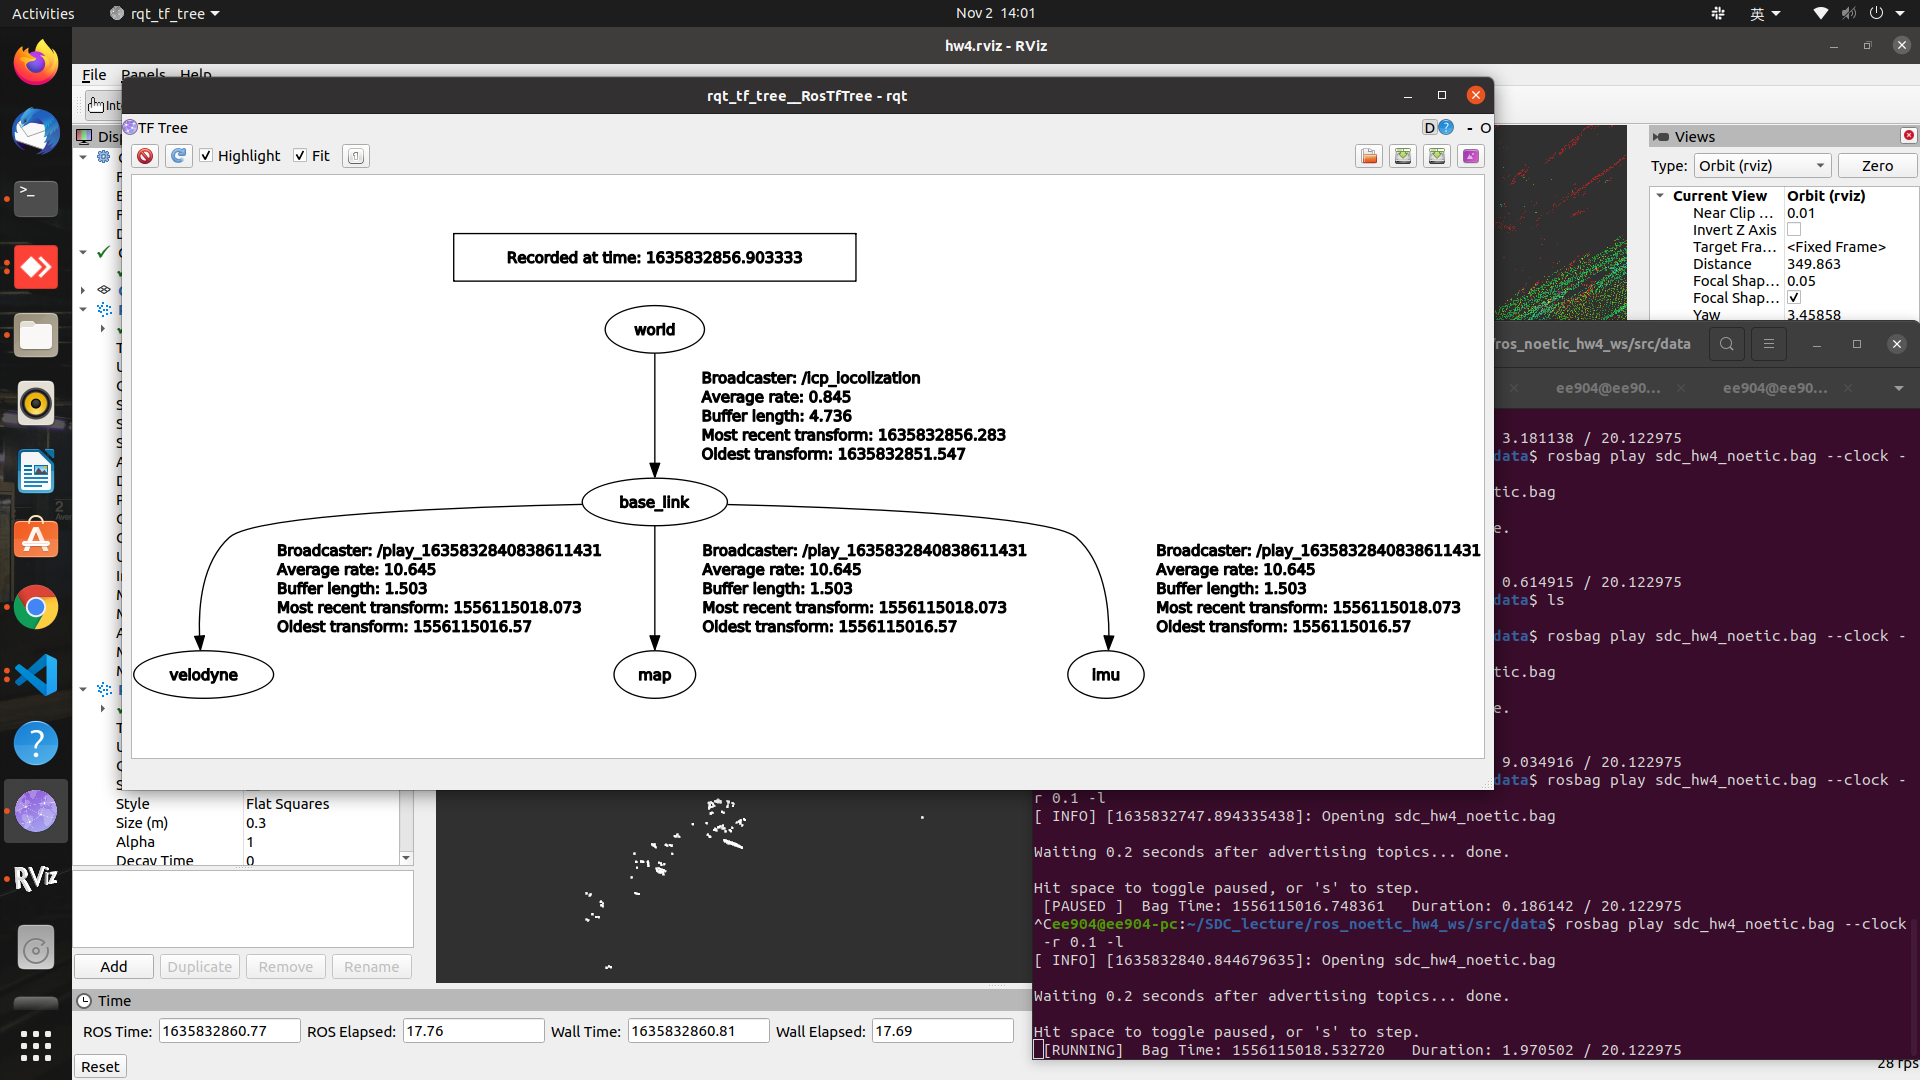 Activities
rqt_tf_tree
Nov 2 14:01
英
hw4.rviz - RViz
File Panels Help
rqt_tf_tree__RosTfTree - rqt
TF Tree
D
- O
Highlight
Fit
Recorded at time: 1635832856.903333
world
Broadcaster: /icp_locolization
Average rate: 0.845
Buffer length: 4.736
Most recent transform: 1635832856.283
Oldest transform: 1635832851.547
base_link
Broadcaster: /play_1635832840838611431
Average rate: 10.645
Buffer length: 1.503
Most recent transform: 1556115018.073
Oldest transform: 1556115016.57
Broadcaster: /play_1635832840838611431
Average rate: 10.645
Buffer length: 1.503
Most recent transform: 1556115018.073
Oldest transform: 1556115016.57
Broadcaster: /play_1635832840838611431
Average rate: 10.645
Buffer length: 1.503
Most recent transform: 1556115018.073
Oldest transform: 1556115016.57
velodyne
map
imu
Views
Type: Orbit (rviz)
Zero
Current View Orbit (rviz)
Near Clip ... 0.01
Invert Z Axis
Target Fra... <Fixed Frame>
Distance 349.863
Focal Shap... 0.05
Focal Shap...
Yaw 3.45858
/ros_noetic_hw4_ws/src/data
ee904@ee90...
ee904@ee90...
3.181138 / 20.122975
data$ rosbag play sdc_hw4_noetic.bag --clock -
tic.bag
e.
0.614915 / 20.122975
data$ ls
data$ rosbag play sdc_hw4_noetic.bag --clock -
tic.bag
e.
9.034916 / 20.122975
data$ rosbag play sdc_hw4_noetic.bag --clock -
r 0.1 -l
[ INFO] [1635832747.894335438]: Opening sdc_hw4_noetic.bag
Waiting 0.2 seconds after advertising topics... done.
Hit space to toggle paused, or 's' to step.
[PAUSED ] Bag Time: 1556115016.748361 Duration: 0.186142 / 20.122975
^Cee904@ee904-pc:~/SDC_lecture/ros_noetic_hw4_ws/src/data$ rosbag play sdc_hw4_noetic.bag --clock
-r 0.1 -l
[ INFO] [1635832840.844679635]: Opening sdc_hw4_noetic.bag
Waiting 0.2 seconds after advertising topics... done.
Hit space to toggle paused, or 's' to step.
[RUNNING] Bag Time: 1556115018.532720 Duration: 1.970502 / 20.122975
Style Flat Squares
Size (m) 0.3
Alpha 1
Decay Time 0
Add
Duplicate
Remove
Rename
Time
ROS Time: 1635832860.77
ROS Elapsed: 17.76
Wall Time: 1635832860.81
Wall Elapsed: 17.69
Reset
28 fps
RViz